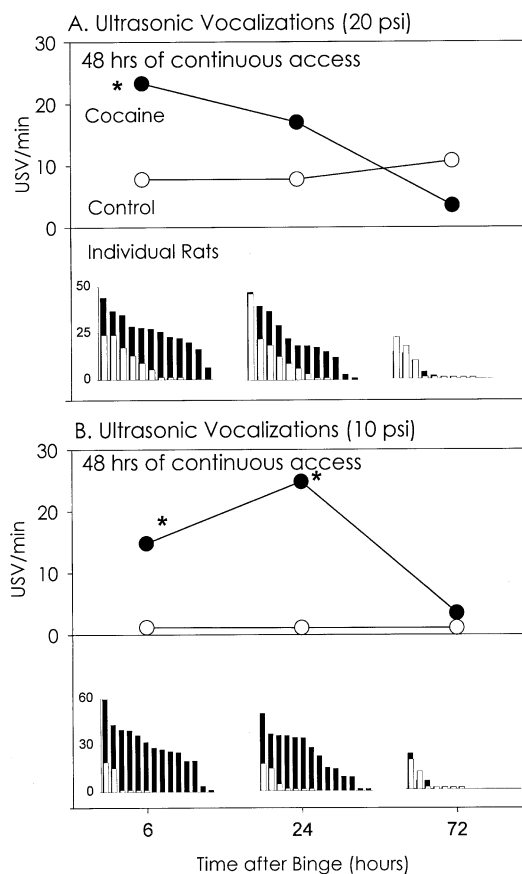 A. Ultrasonic Vocalizations (20 psi)
30
48 hrs of continuous access
*
20
Cocaine
USV/min
10
Control
0
Individual Rats
50
25
0
B. Ultrasonic Vocalizations (10 psi)
30
48 hrs of continuous access
*
*
20
USV/min
10
0
60
30
0
6 24 72
Time after Binge (hours)